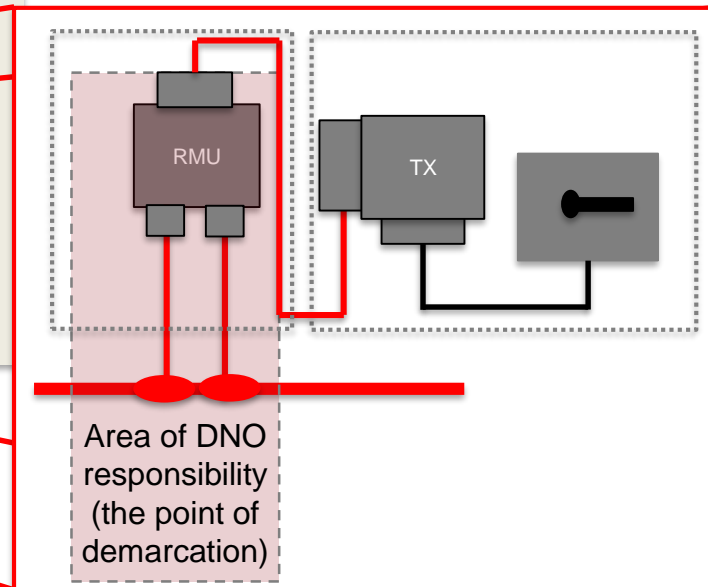 RMU
TX
Area of DNO
responsibility
(the point of
demarcation)